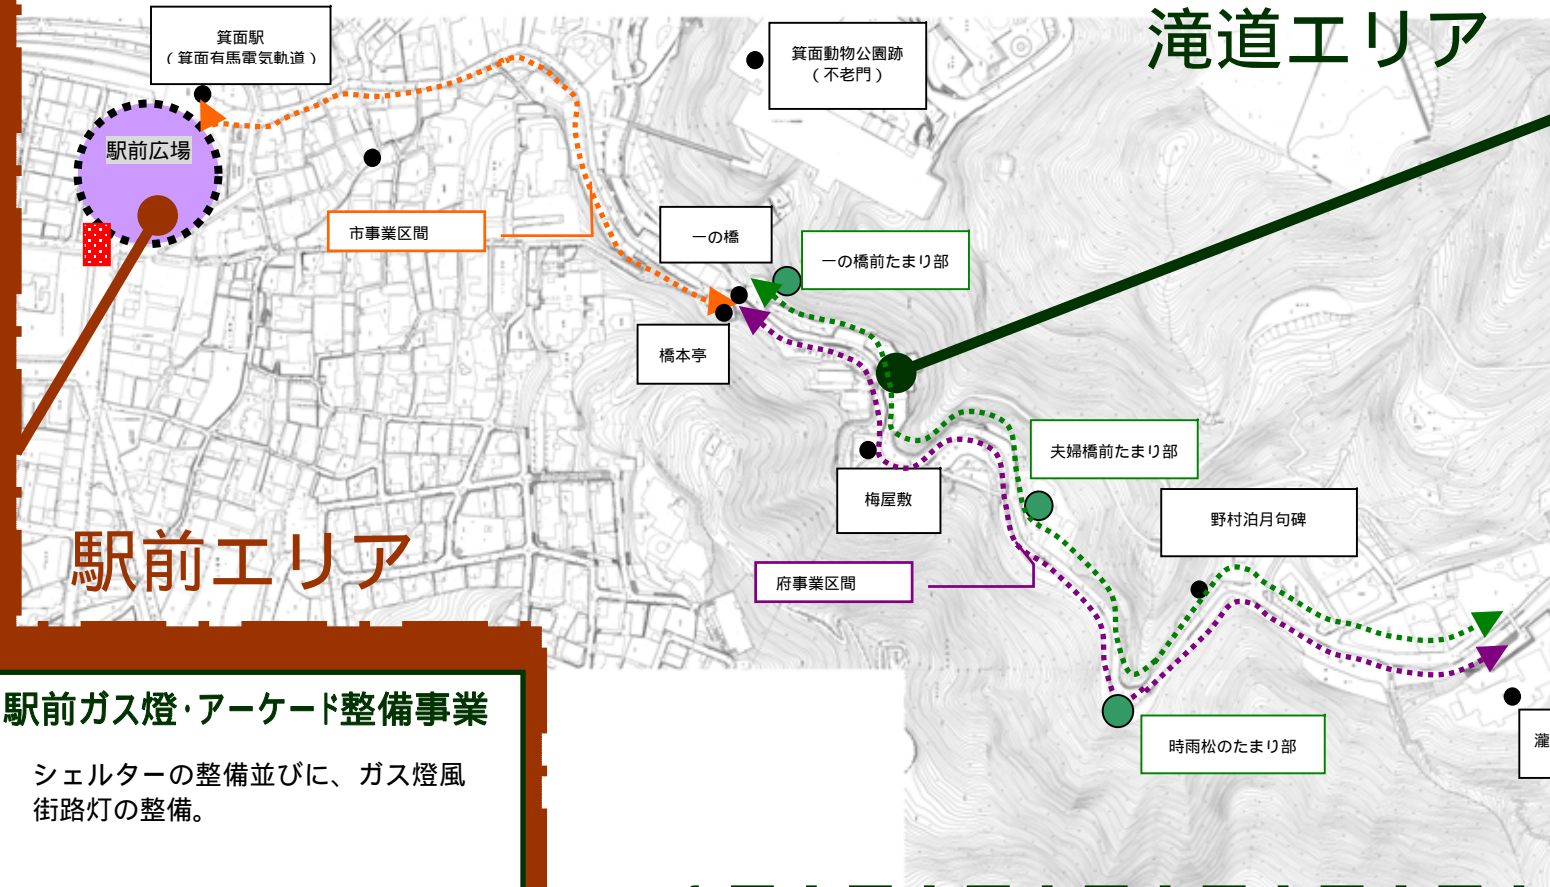 滝道エリア
箕面駅
（箕面有馬電気軌道）
箕面動物公園跡
（不老門）
駅前広場
市事業区間
一の橋
一の橋前たまり部
橋本亭
夫婦橋前たまり部
梅屋敷
野村泊月句碑
府事業区間
駅前エリア
時雨松のたまり部
瀧
駅前ガス燈・アーケード整備事業
シェルターの整備並びに、ガス燈風
街路灯の整備。